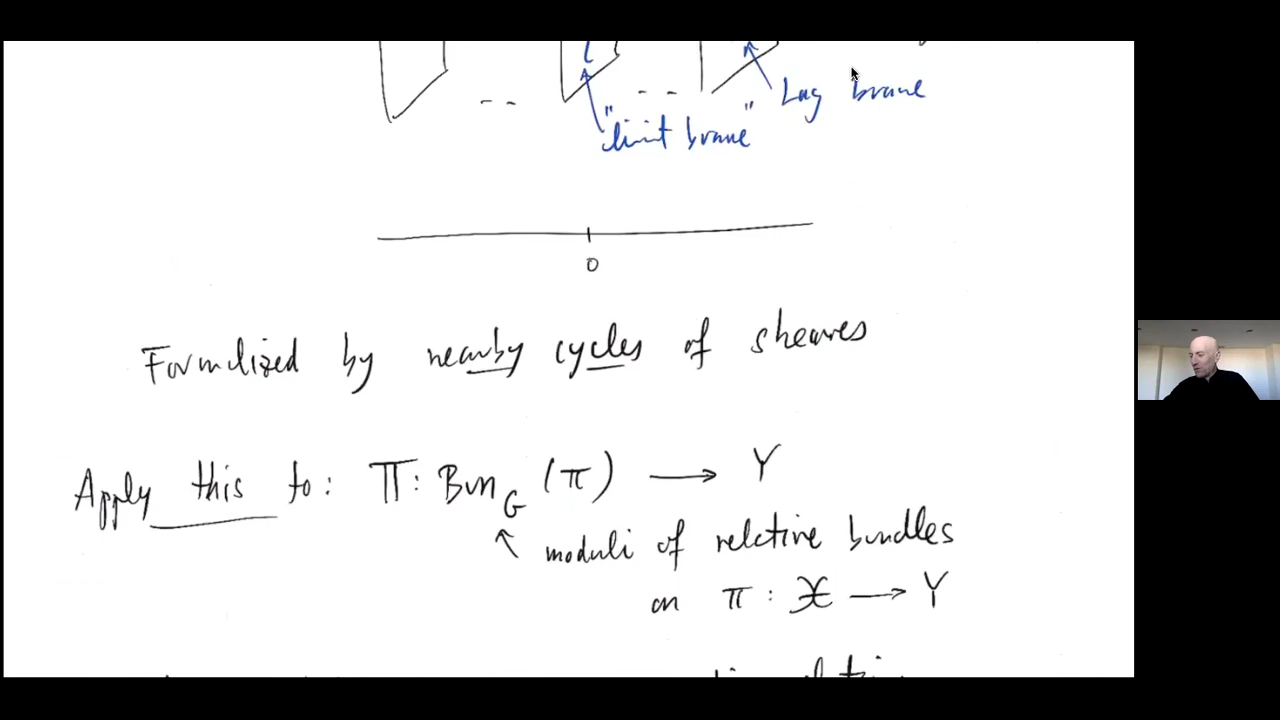 Lag brane
"limit brane"
0
Formalized by nearby cycles of sheaves
Apply this to: Π: Bun_G (π) → Y
↖ moduli of relative bundles
on π: 𝔛 → Y